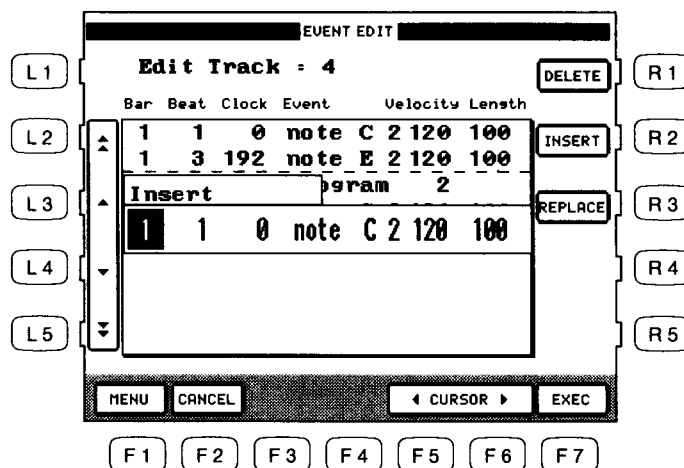 EVENT EDIT
L1 Edit Track : 4 DELETE R1
Bar Beat Clock Event Velocity Length
L2 1 1 0 note C 2 120 100 INSERT R2
1 3 192 note E 2 120 100
ogram 2
L3 Insert REPLACE R3
1 1 0 note C 2 120 100
L4 R4
L5 R5
MENU CANCEL CURSOR EXEC
F1 F2 F3 F4 F5 F6 F7